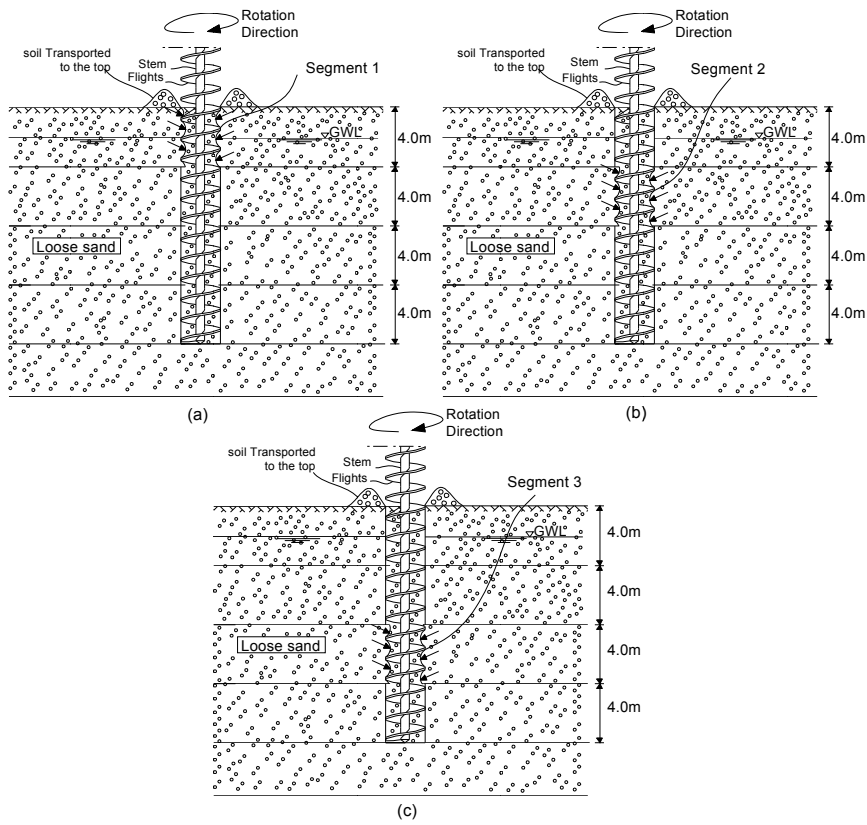 Rotation
Direction
soil Transported
to the top
Stem
Flights
Segment 1
GWL
4.0m
4.0m
Loose sand
4.0m
4.0m
(a)
Rotation
Direction
soil Transported
to the top
Stem
Flights
Segment 2
GWL
4.0m
4.0m
Loose sand
4.0m
4.0m
(b)
Rotation
Direction
soil Transported
to the top
Stem
Flights
Segment 3
GWL
4.0m
4.0m
Loose sand
4.0m
4.0m
(c)